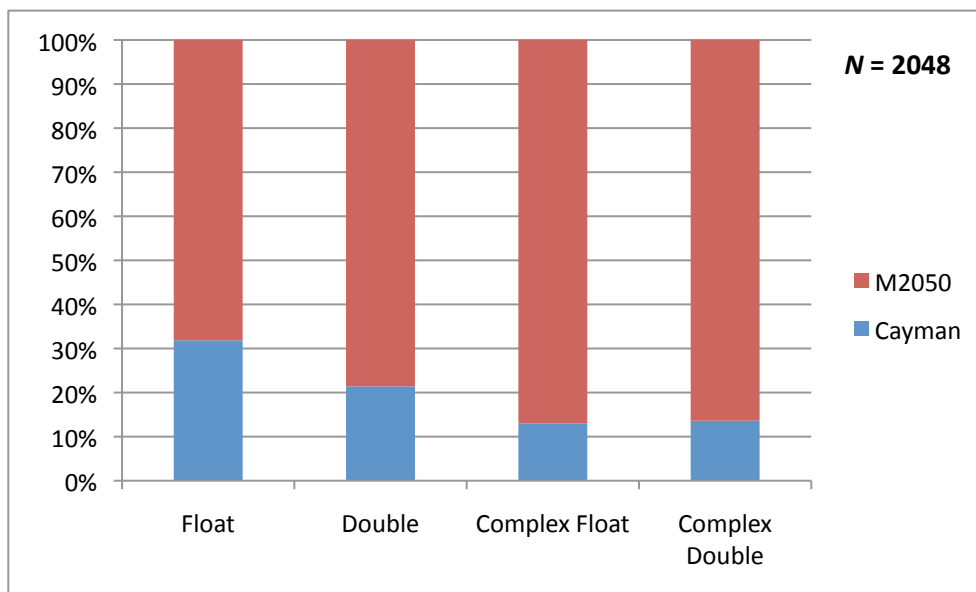 100%
90%
80%
70%
60%
50%
40%
30%
20%
10%
0%
N = 2048
M2050
Cayman
Float
Double
Complex Float
Complex
Double